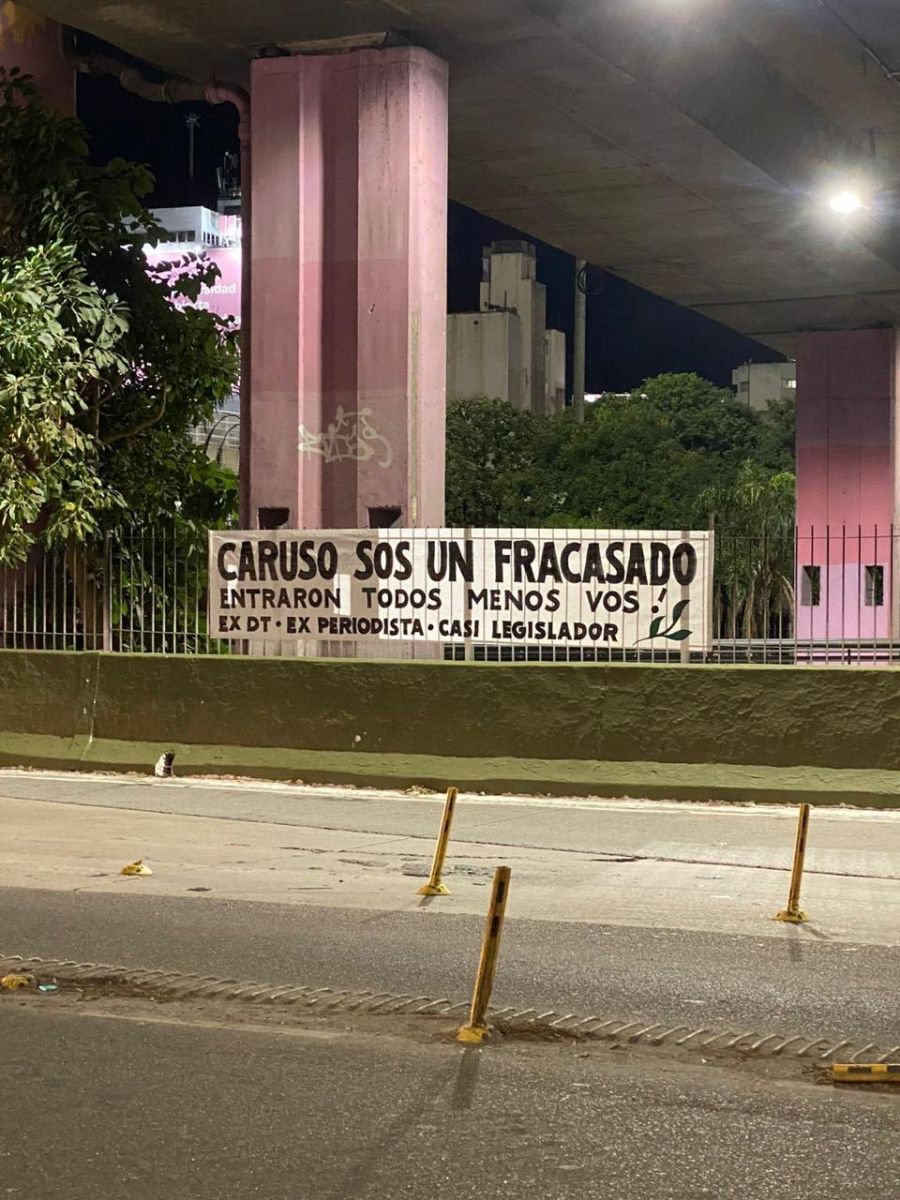 CARUSO SOS UN FRACASADO
ENTRARON TODOS MENOS VOS!
EX DT • EX PERIODISTA • CASI LEGISLADOR